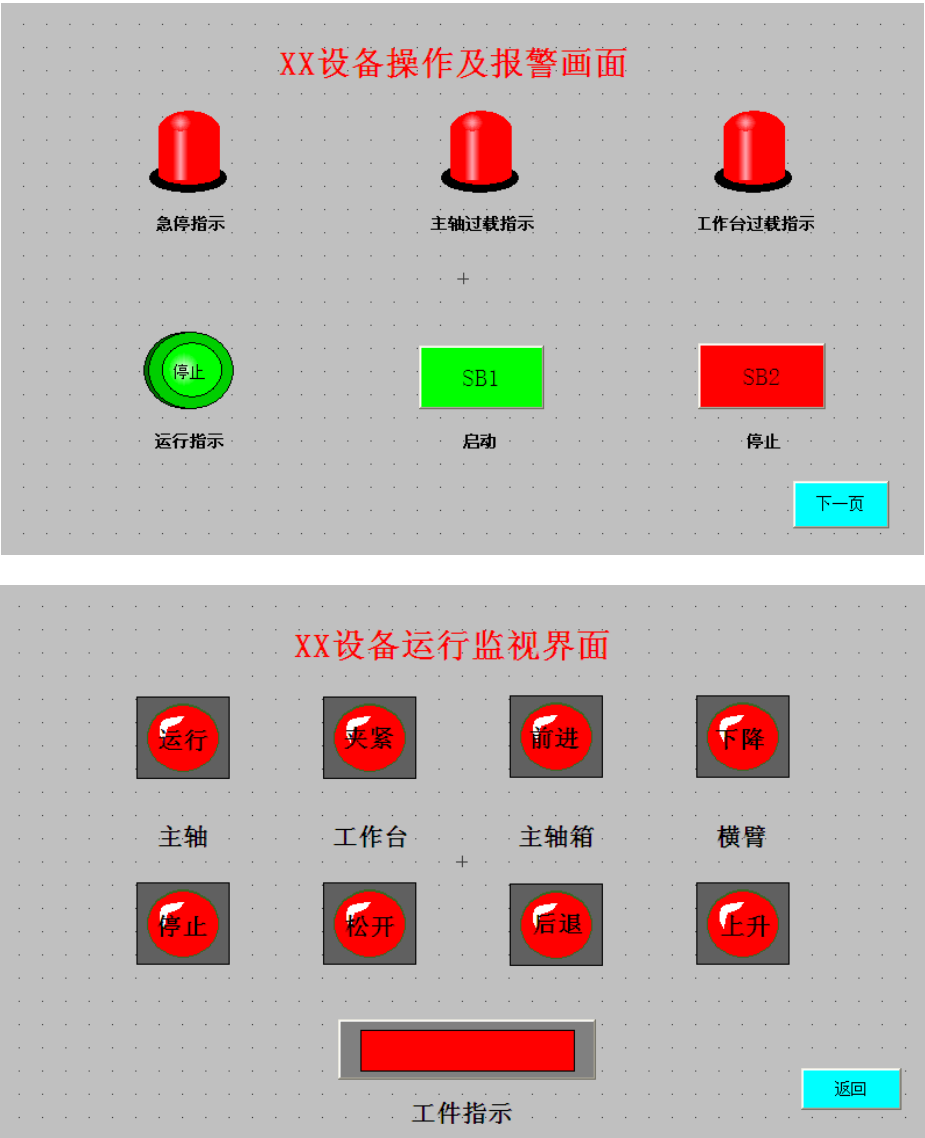 XX设备操作及报警画面
急停指示 主轴过载指示 工作台过载指示
停止 SB1 SB2
运行指示 启动 停止
下一页
XX设备运行监视界面
运行 夹紧 前进 下降
主轴 工作台 主轴箱 横臂
停止 松开 后退 上升
返回
工件指示